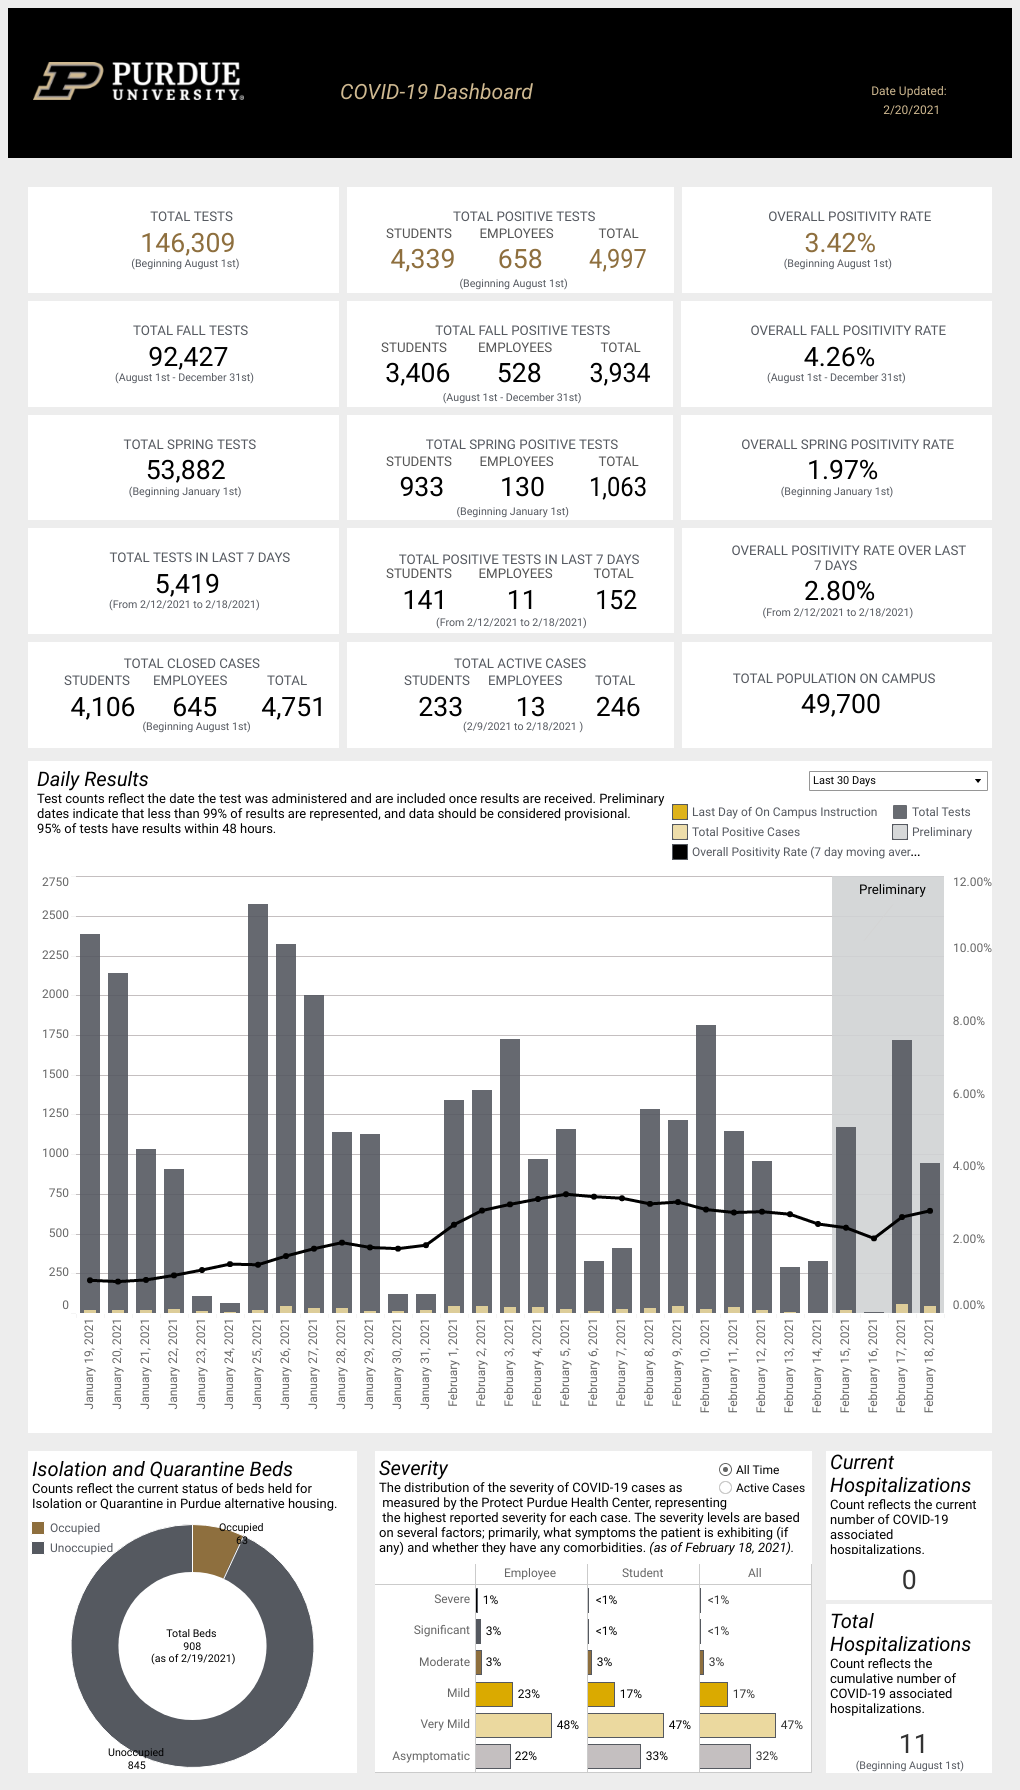 PURDUE
UNIVERSITY®
COVID-19 Dashboard
Date Updated:
2/20/2021
TOTAL TESTS
146,309
(Beginning August 1st)
TOTAL POSITIVE TESTS
STUDENTS EMPLOYEES TOTAL
4,339 658 4,997
(Beginning August 1st)
OVERALL POSITIVITY RATE
3.42%
(Beginning August 1st)
TOTAL FALL TESTS
92,427
(August 1st - December 31st)
TOTAL FALL POSITIVE TESTS
STUDENTS EMPLOYEES TOTAL
3,406 528 3,934
(August 1st - December 31st)
OVERALL FALL POSITIVITY RATE
4.26%
(August 1st - December 31st)
TOTAL SPRING TESTS
53,882
(Beginning January 1st)
TOTAL SPRING POSITIVE TESTS
STUDENTS EMPLOYEES TOTAL
933 130 1,063
(Beginning January 1st)
OVERALL SPRING POSITIVITY RATE
1.97%
(Beginning January 1st)
TOTAL TESTS IN LAST 7 DAYS
5,419
(From 2/12/2021 to 2/18/2021)
TOTAL POSITIVE TESTS IN LAST 7 DAYS
STUDENTS EMPLOYEES TOTAL
141 11 152
(From 2/12/2021 to 2/18/2021)
OVERALL POSITIVITY RATE OVER LAST
7 DAYS
2.80%
(From 2/12/2021 to 2/18/2021)
TOTAL CLOSED CASES
STUDENTS EMPLOYEES TOTAL
4,106 645 4,751
(Beginning August 1st)
TOTAL ACTIVE CASES
STUDENTS EMPLOYEES TOTAL
233 13 246
(2/9/2021 to 2/18/2021 )
TOTAL POPULATION ON CAMPUS
49,700
Daily Results
Test counts reflect the date the test was administered and are included once results are received. Preliminary
dates indicate that less than 99% of results are represented, and data should be considered provisional.
95% of tests have results within 48 hours.
Last 30 Days
Last Day of On Campus Instruction
Total Tests
Total Positive Cases
Preliminary
Overall Positivity Rate (7 day moving aver...
Preliminary
2750
2500
2250
2000
1750
1500
1250
1000
750
500
250
0
12.00%
10.00%
8.00%
6.00%
4.00%
2.00%
0.00%
January 19, 2021
January 20, 2021
January 21, 2021
January 22, 2021
January 23, 2021
January 24, 2021
January 25, 2021
January 26, 2021
January 27, 2021
January 28, 2021
January 29, 2021
January 30, 2021
January 31, 2021
February 1, 2021
February 2, 2021
February 3, 2021
February 4, 2021
February 5, 2021
February 6, 2021
February 7, 2021
February 8, 2021
February 9, 2021
February 10, 2021
February 11, 2021
February 12, 2021
February 13, 2021
February 14, 2021
February 15, 2021
February 16, 2021
February 17, 2021
February 18, 2021
Isolation and Quarantine Beds
Counts reflect the current status of beds held for
Isolation or Quarantine in Purdue alternative housing.
Occupied
Unoccupied
Occupied
63
Total Beds
908
(as of 2/19/2021)
Unoccupied
845
Severity
All Time
Active Cases
The distribution of the severity of COVID-19 cases as
measured by the Protect Purdue Health Center, representing
the highest reported severity for each case. The severity levels are based
on several factors; primarily, what symptoms the patient is exhibiting (if
any) and whether they have any comorbidities. (as of February 18, 2021).
Employee Student All
Severe 1% <1% <1%
Significant 3% <1% <1%
Moderate 3% 3% 3%
Mild 23% 17% 17%
Very Mild 48% 47% 47%
Asymptomatic 22% 33% 32%
Current
Hospitalizations
Count reflects the current
number of COVID-19
associated
hospitalizations.
0
Total
Hospitalizations
Count reflects the
cumulative number of
COVID-19 associated
hospitalizations.
11
(Beginning August 1st)